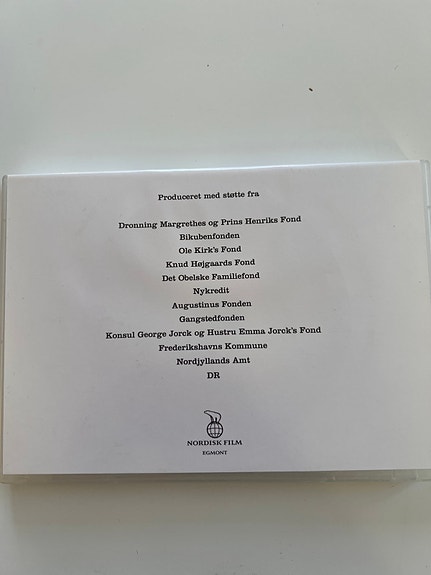 Produceret med støtte fra
Dronning Margrethes og Prins Henriks Fond
Bikubenfonden
Ole Kirk's Fond
Knud Højgaards Fond
Det Obelske Familiefond
Nykredit
Augustinus Fonden
Gangstedfonden
Konsul George Jorck og Hustru Emma Jorck's Fond
Frederikshavns Kommune
Nordjyllands Amt
DR
NORDISK FILM
EGMONT